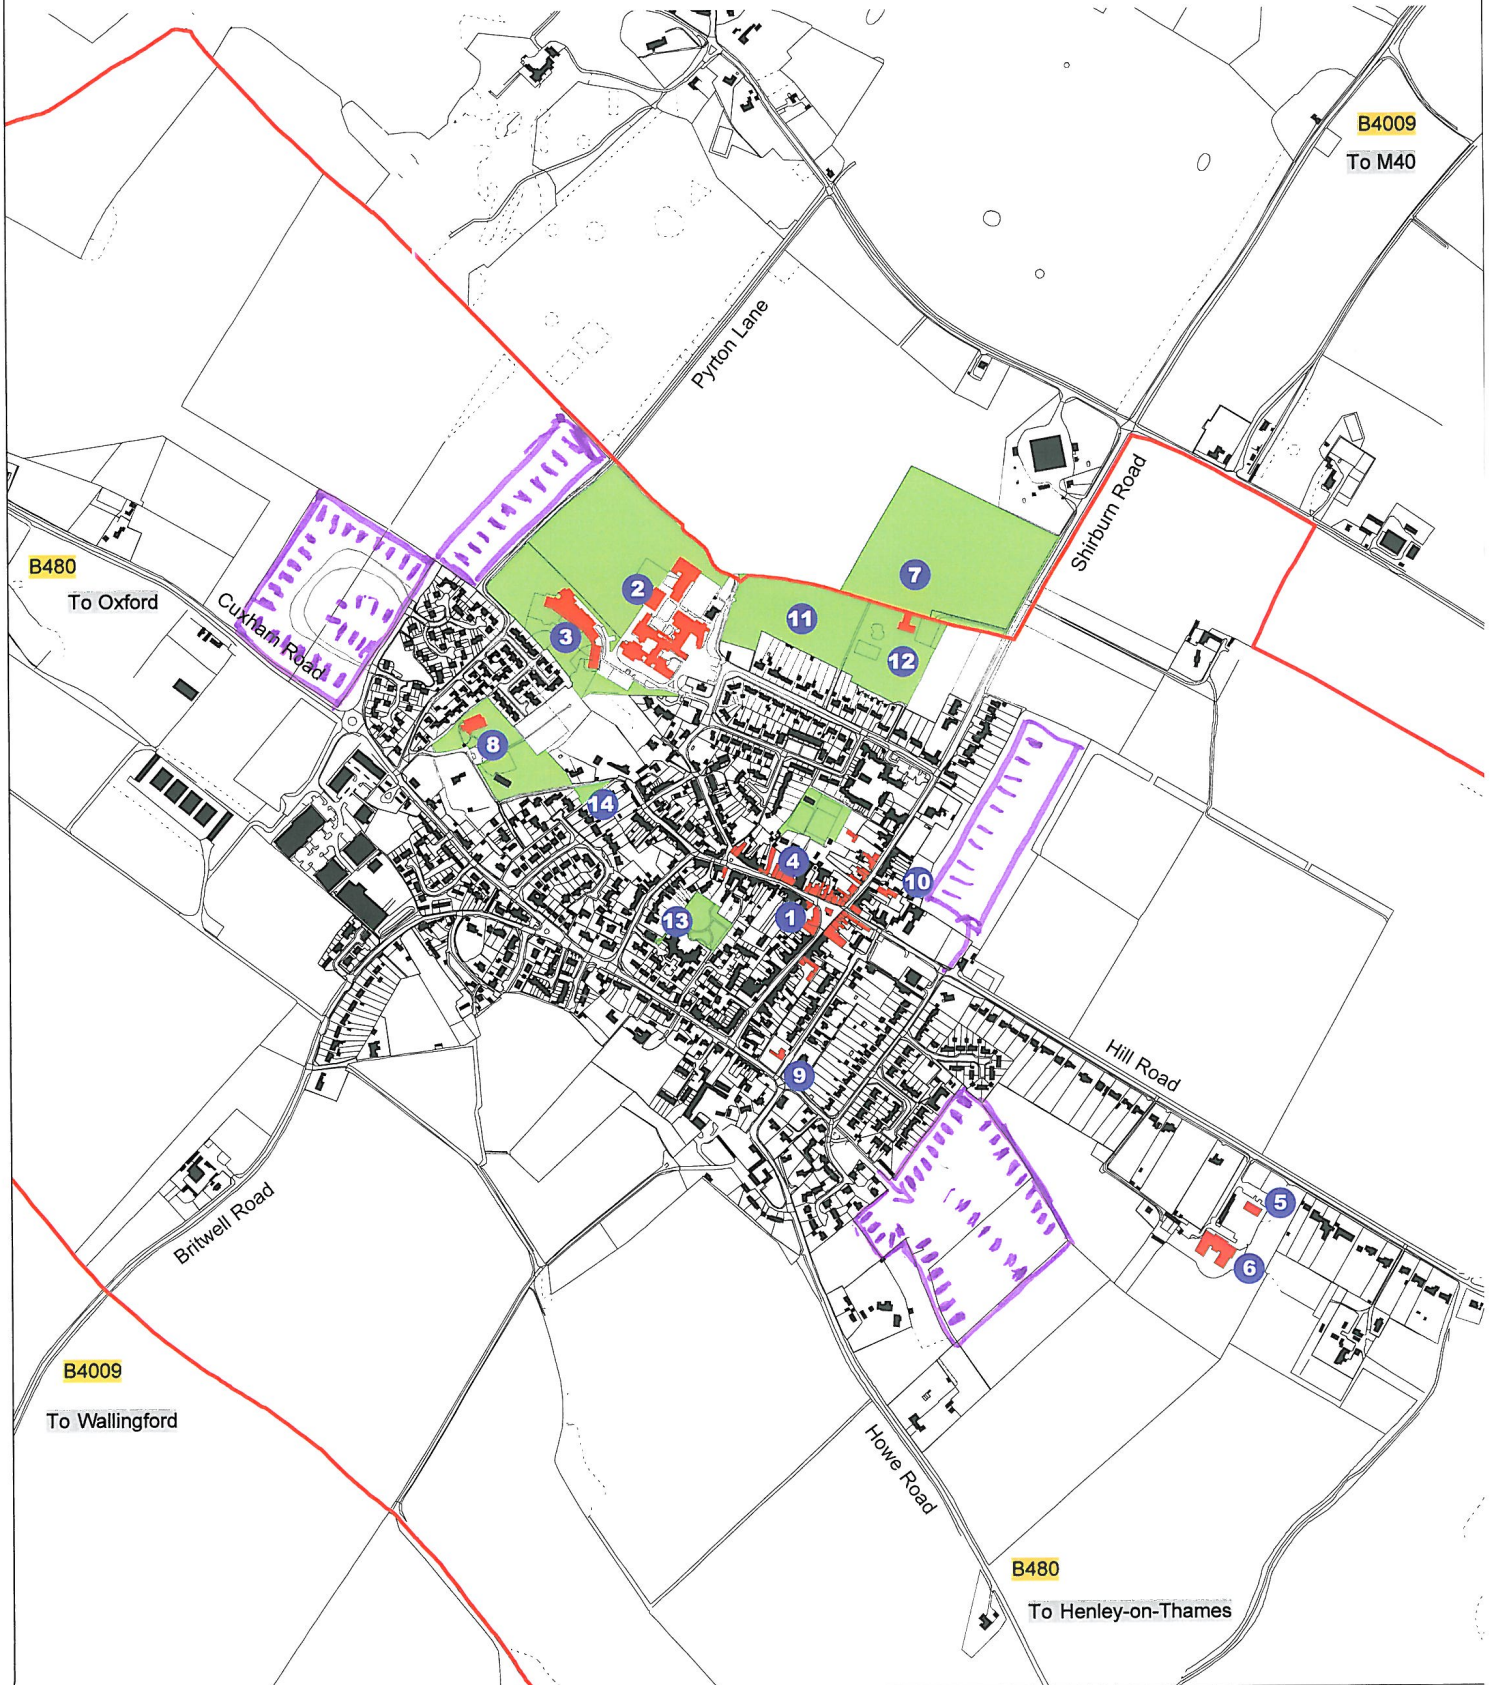 B4009
To M40
Pyrton Lane
Shirburn Road
B480
To Oxford
Cuxham Road
2
3
7
11
12
8
14
4
10
1
13
9
Hill Road
5
6
Britwell Road
B4009
To Wallingford
Howe Road
B480
To Henley-on-Thames